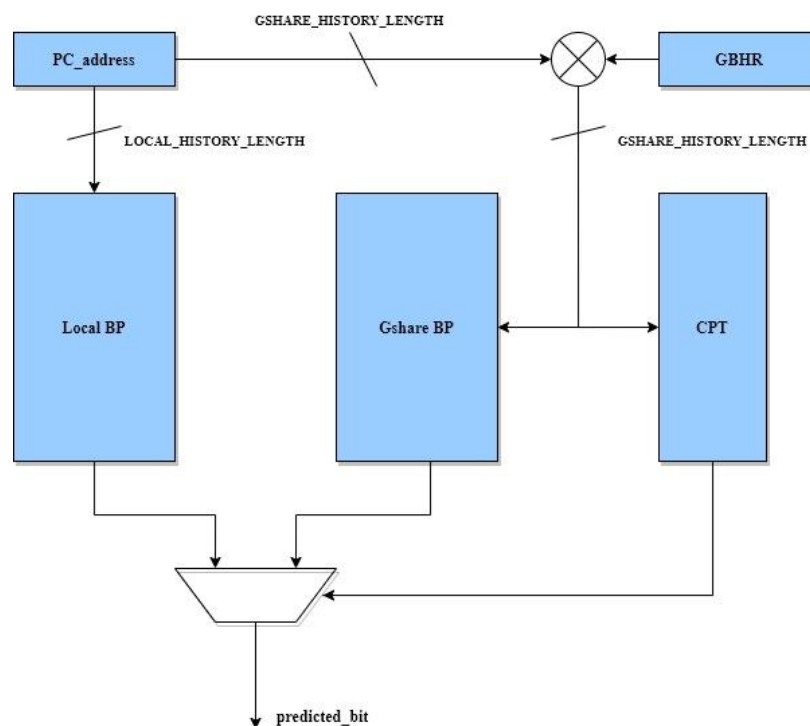 GSHARE_HISTORY_LENGTH
PC_address
GBHR
LOCAL_HISTORY_LENGTH
GSHARE_HISTORY_LENGTH
Local BP
Gshare BP
CPT
predicted_bit